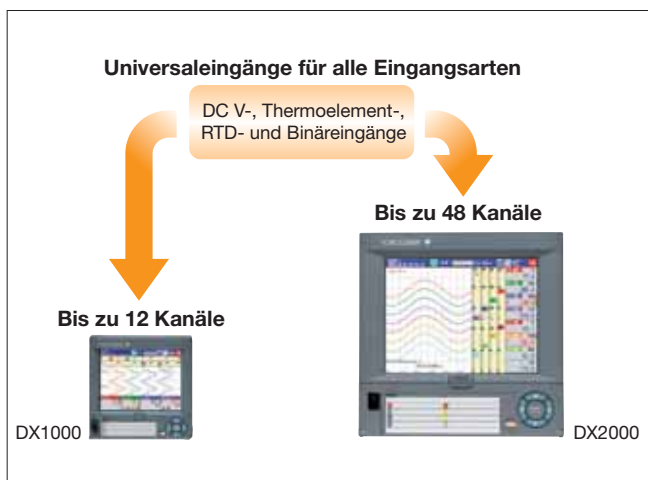 Universaleingänge für alle Eingangsarten
DC V-, Thermoelement-,
RTD- und Binäreingänge
Bis zu 48 Kanäle
YOKOGAWA
Bis zu 12 Kanäle
DX1000
DX2000